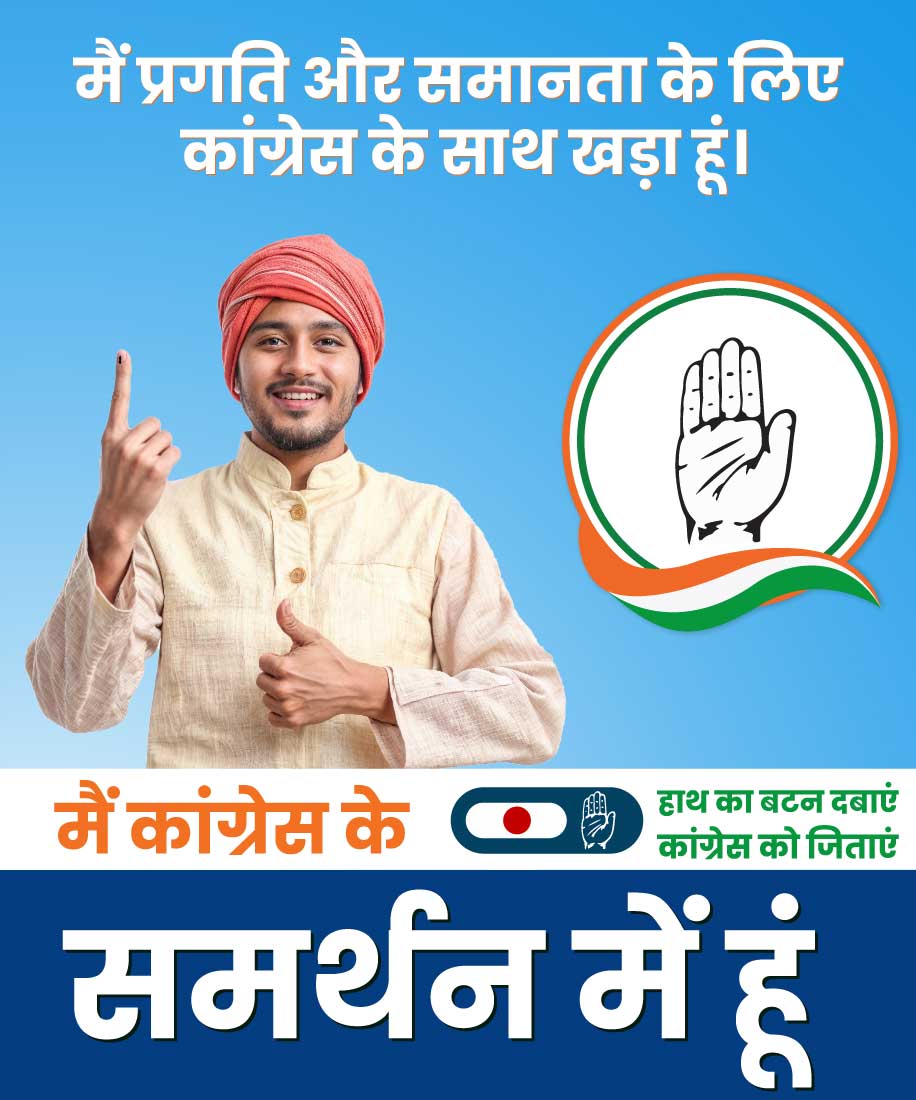 मैं प्रगति और समानता के लिए
कांग्रेस के साथ खड़ा हूं।
मैं कांग्रेस के
हाथ का बटन दबाएं
कांग्रेस को जिताएं
समर्थन में हूं